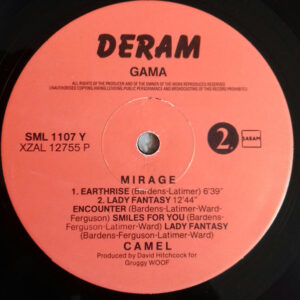 DERAM
GAMA
ALL RIGHTS OF THE PRODUCER AND OF THE OWNER OF THE WORK REPRODUCED RESERVED
UNAUTHORISED COPYING, HIRING, LENDING, PUBLIC PERFORMANCE AND BROADCASTING OF THIS RECORD PROHIBITED
SML 1107 Y
XZAL 12755 P
2.
SABAM
MIRAGE
1. EARTHRISE (Bardens-Latimer) 6'39"
2. LADY FANTASY 12'44"
ENCOUNTER (Bardens-Latimer-Ward-
Ferguson) SMILES FOR YOU (Bardens-
Ferguson-Latimer-Ward) LADY FANTASY
(Bardens-Ferguson-Latimer-Ward)
CAMEL
Produced by David Hitchcock for
Gruggy WOOF